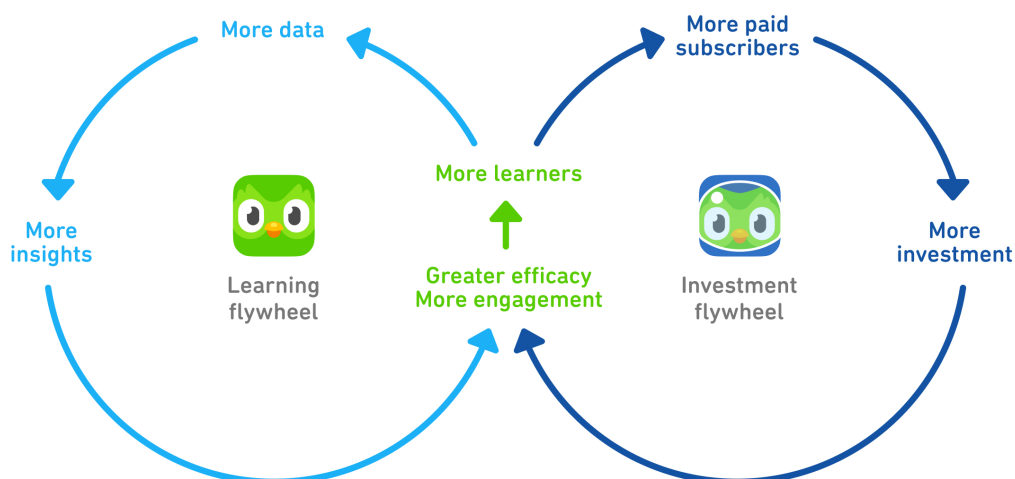 More data
More paid
subscribers
More learners
More
insights
More
investment
Greater efficacy
More engagement
Learning
flywheel
Investment
flywheel